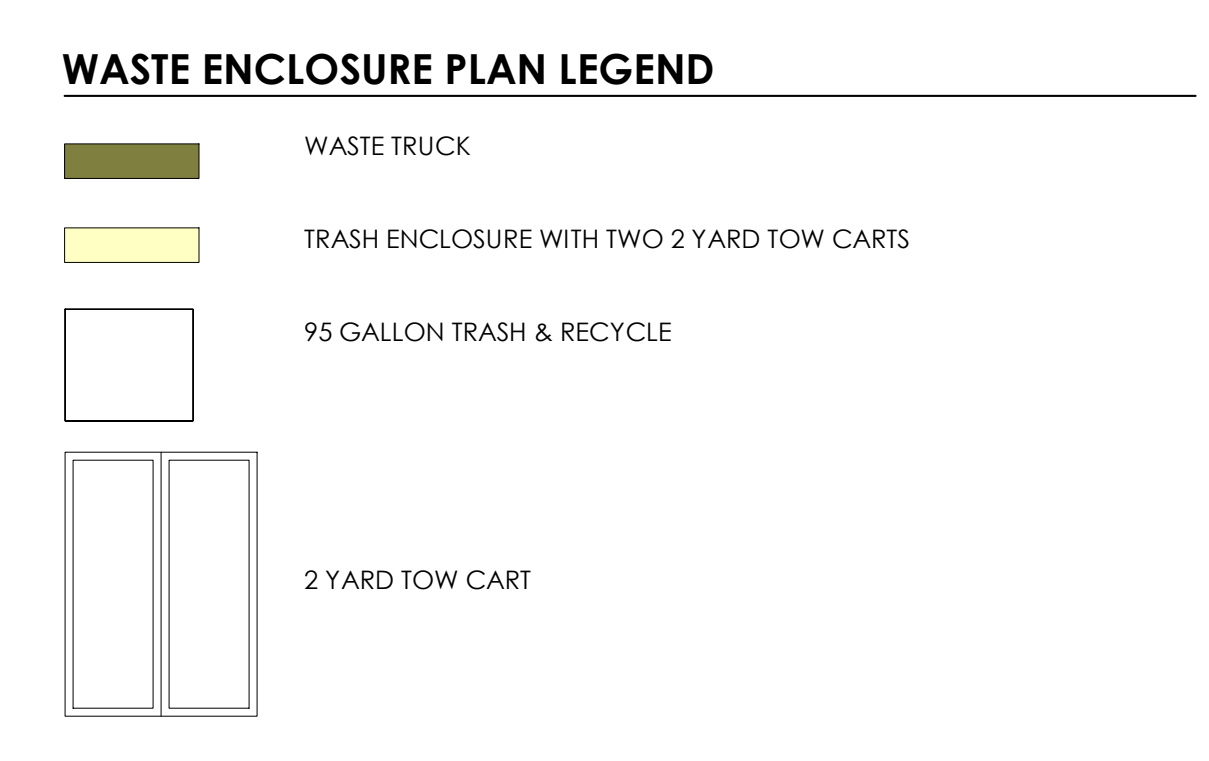 WASTE ENCLOSURE PLAN LEGEND
WASTE TRUCK
TRASH ENCLOSURE WITH TWO 2 YARD TOW CARTS
95 GALLON TRASH & RECYCLE
2 YARD TOW CART